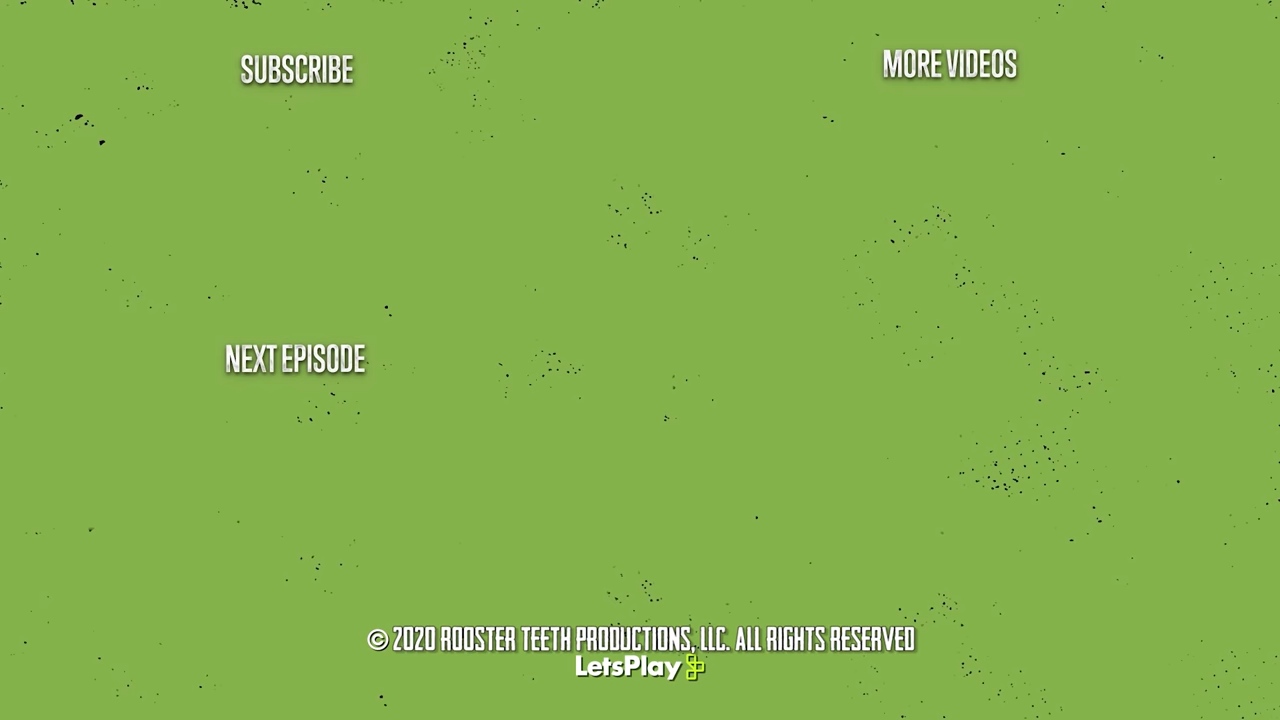 SUBSCRIBE
MORE VIDEOS
NEXT EPISODE
© 2020 ROOSTER TEETH PRODUCTIONS, LLC. ALL RIGHTS RESERVED
LetsPlay